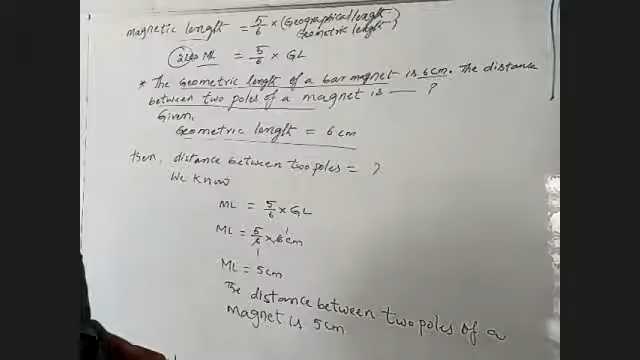 magnetic length = 5/6 × (Geographical length / Geometric length)
ML = 5/6 × GL
* The Geometric length of a bar magnet is 6cm. The distance
between two poles of a magnet is — ?
Given,
Geometric length = 6 cm
then, distance between two poles = ?
We know
ML = 5/6 × GL
ML = 5/6 × 6 cm
ML = 5cm
The distance between two poles of a
magnet is 5cm